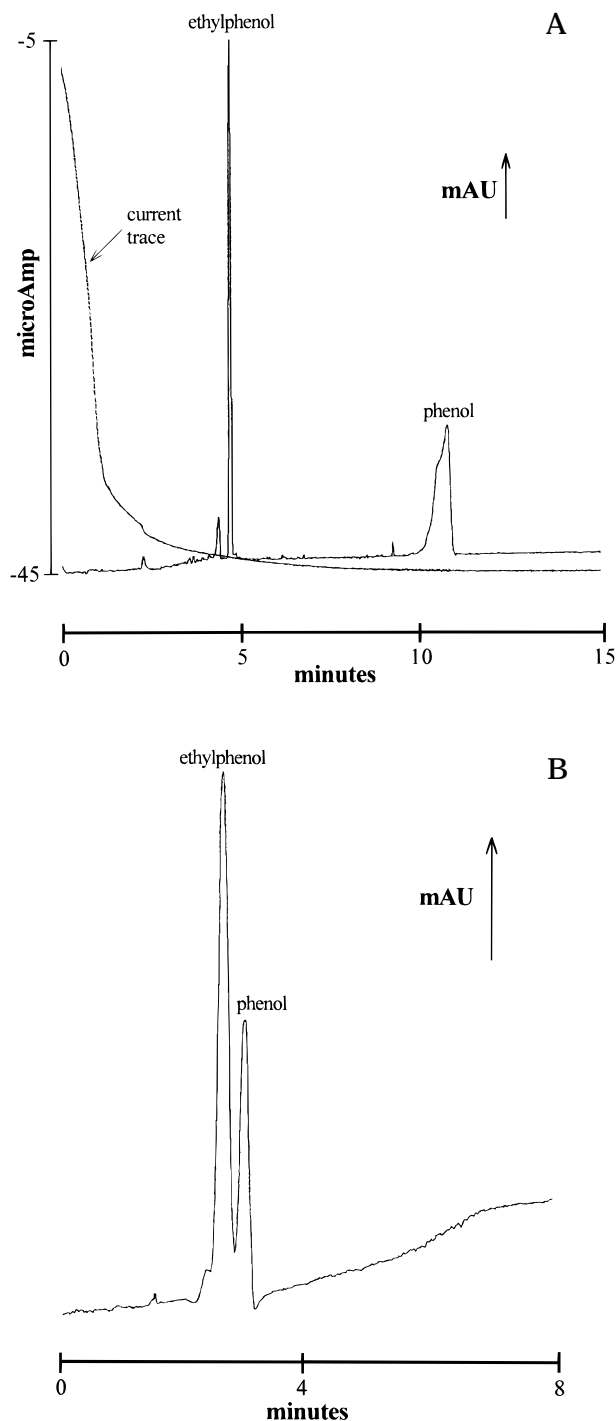 ethylphenol
A
-5
mAU
current
trace
microAmp
phenol
-45
0
5
10
15
minutes
ethylphenol
B
mAU
phenol
0
4
8
minutes